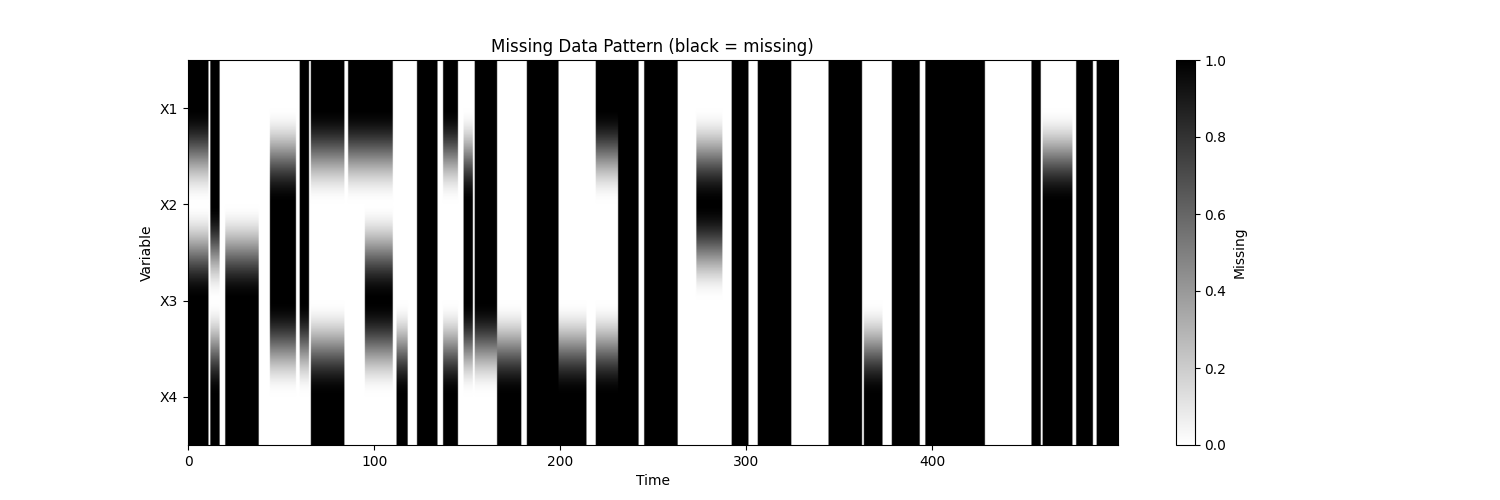 Missing Data Pattern (black = missing)
X1
X2
X3
X4
Variable
0 100 200 300 400
Time
1.0
0.8
0.6
0.4
0.2
0.0
Missing